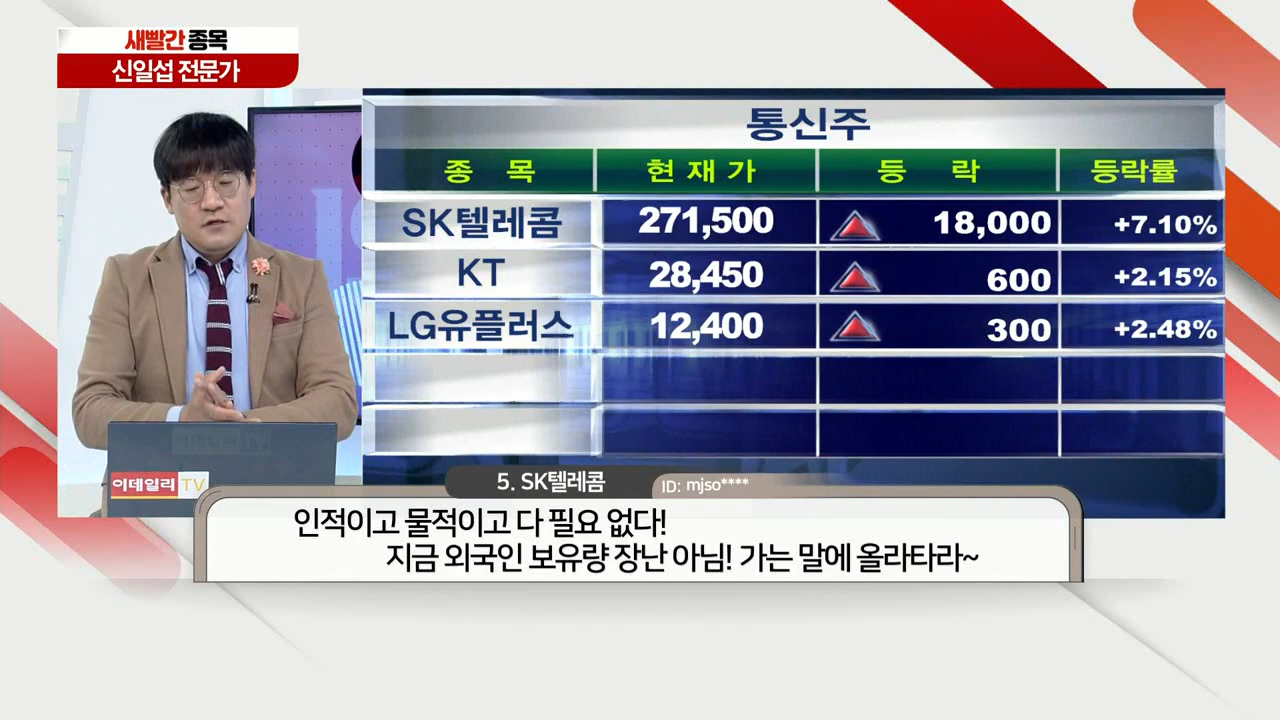 새빨간 종목
신일섭 전문가
통신주
종 목 현 재 가 등 락 등락률
SK텔레콤 271,500 18,000 +7.10%
KT 28,450 600 +2.15%
LG유플러스 12,400 300 +2.48%
이데일리 TV
5. SK텔레콤 ID: mjso****
인적이고 물적이고 다 필요 없다!
지금 외국인 보유량 장난 아님! 가는 말에 올라타라~